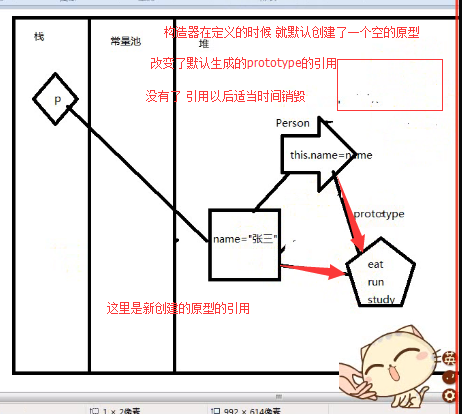 栈
常量池
堆
构造器在定义的时候 就默认创建了一个空的原型
改变了默认生成的prototype的引用
没有了 引用以后适当时间销毁
p
Person
this.name=name
prototype
name="张三"
eat
run
study
这里是新创建的原型的引用
1 × 2像素
992 × 614像素